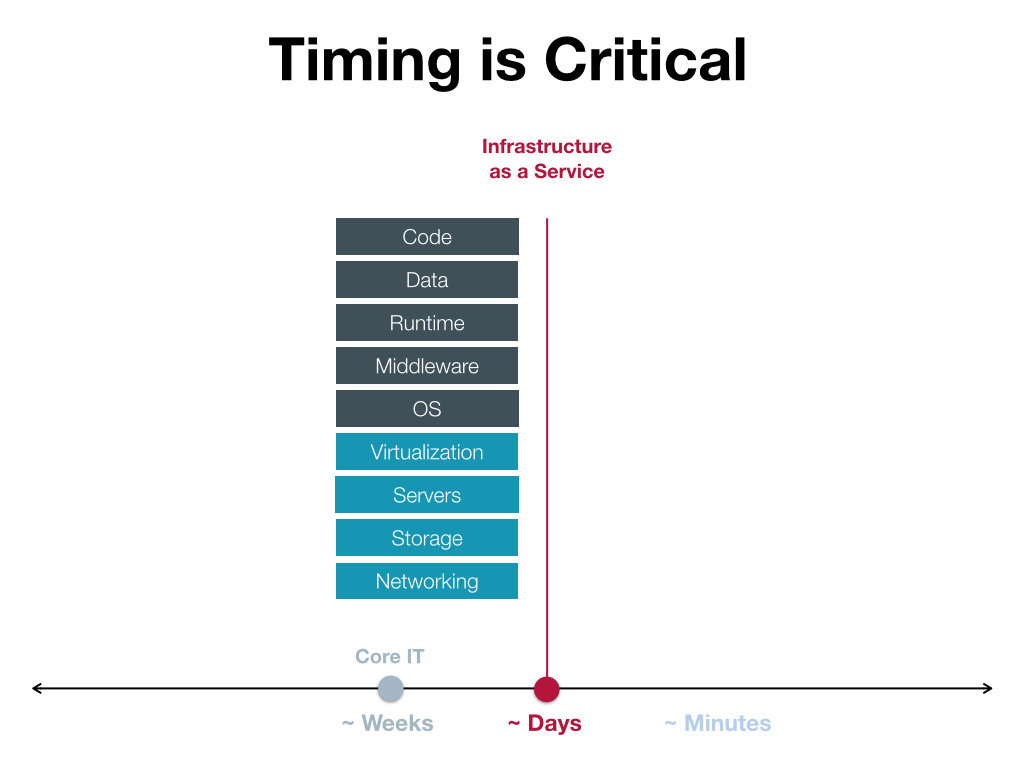 Timing is Critical
Infrastructure
as a Service
Code
Data
Runtime
Middleware
OS
Virtualization
Servers
Storage
Networking
Core IT
~ Weeks
~ Days
~ Minutes